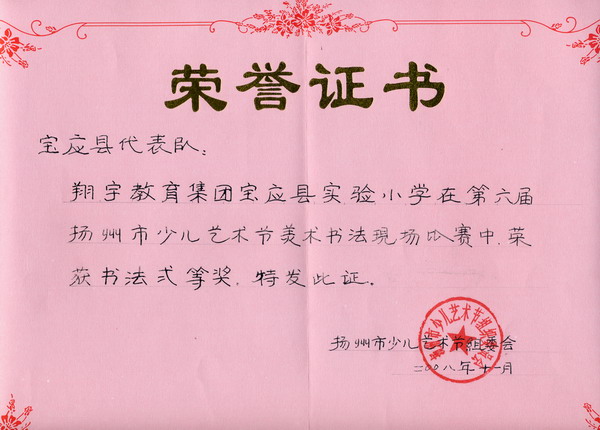 荣誉证书
宝应县代表队:
翔宇教育集团宝应县实验小学在第六届
扬州市少儿艺术节美术书法现场比赛中,荣
获书法弍等奖,特发此证。
扬州市少儿艺术节组委会
二00八年十一月